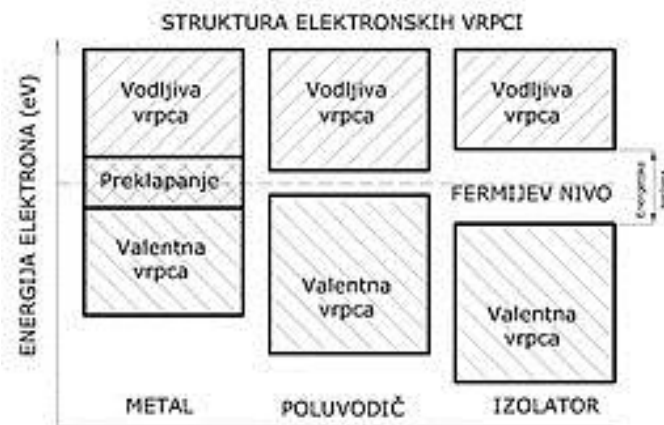 STRUKTURA ELEKTRONSKIH VRPCI
ENERGIJA ELEKTRONA (eV)
Vodljiva
vrpca
Preklapanje
Valentna
vrpca
Vodljiva
vrpca
Valentna
vrpca
Vodljiva
vrpca
FERMIJEV NIVO
Valentna
vrpca
METAL
POLUVODIČ
IZOLATOR